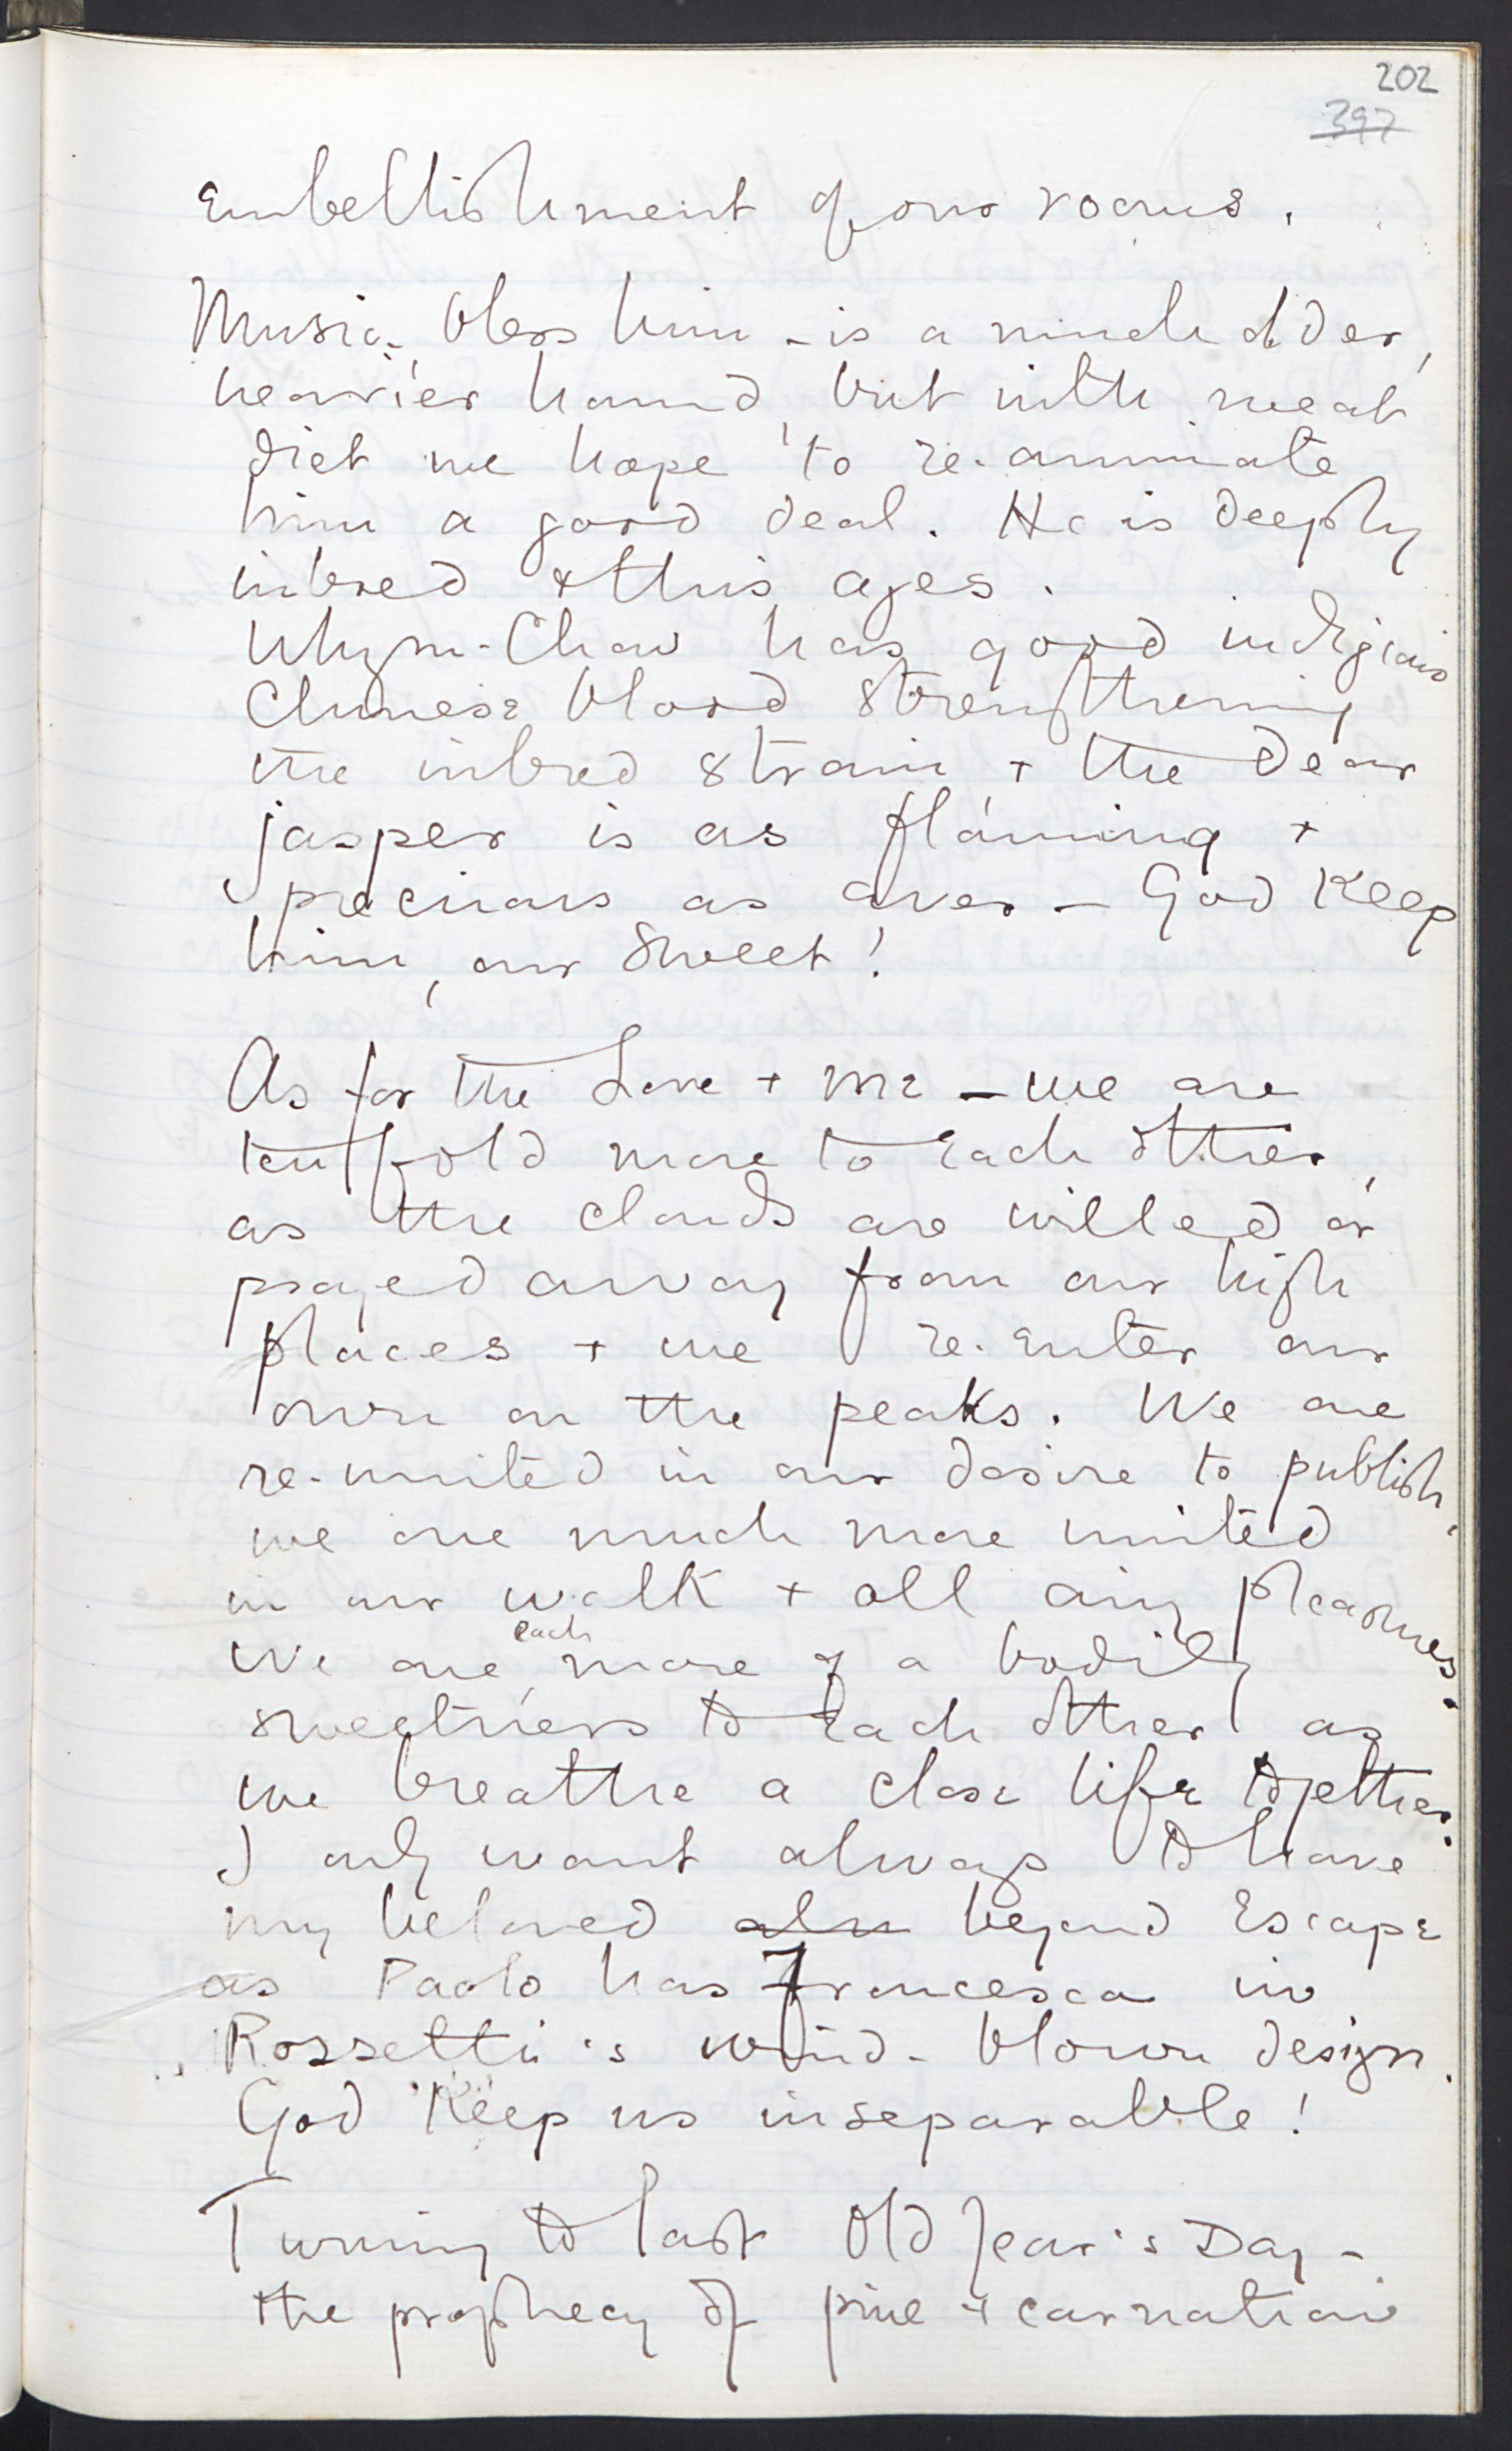 202
397
embellishment of our rooms.
Music, bless him - is a much older,
heavier hound, but with meat
diet we hope to re-animate
him a good deal. He is deeply
inbred & this ages.
Whym-Chow has good indigious
Chinese blood strengthening
the inbred strain + the dear
jasper is as flaming +
precious as ever - God keep
him, our Sweet!
As for the Love + me - we are
tenfold more to each other,
as the clouds are willed or
prayed away from our high
places + we re-enter our
own on the peaks. We are
re-united in our desire to publish,
we are much more united
in our walk + all airy pleasures.
We are each more of a bodily
sweetness to each other as
we breathe a close life together.
I only want always to have
my beloved alw beyond escape
as Paolo has Francesca in
Rossetti's wind-blown design.
God keep us inseparable!
Turning to last Old Year's Day -
the prophecy of pine & carnation